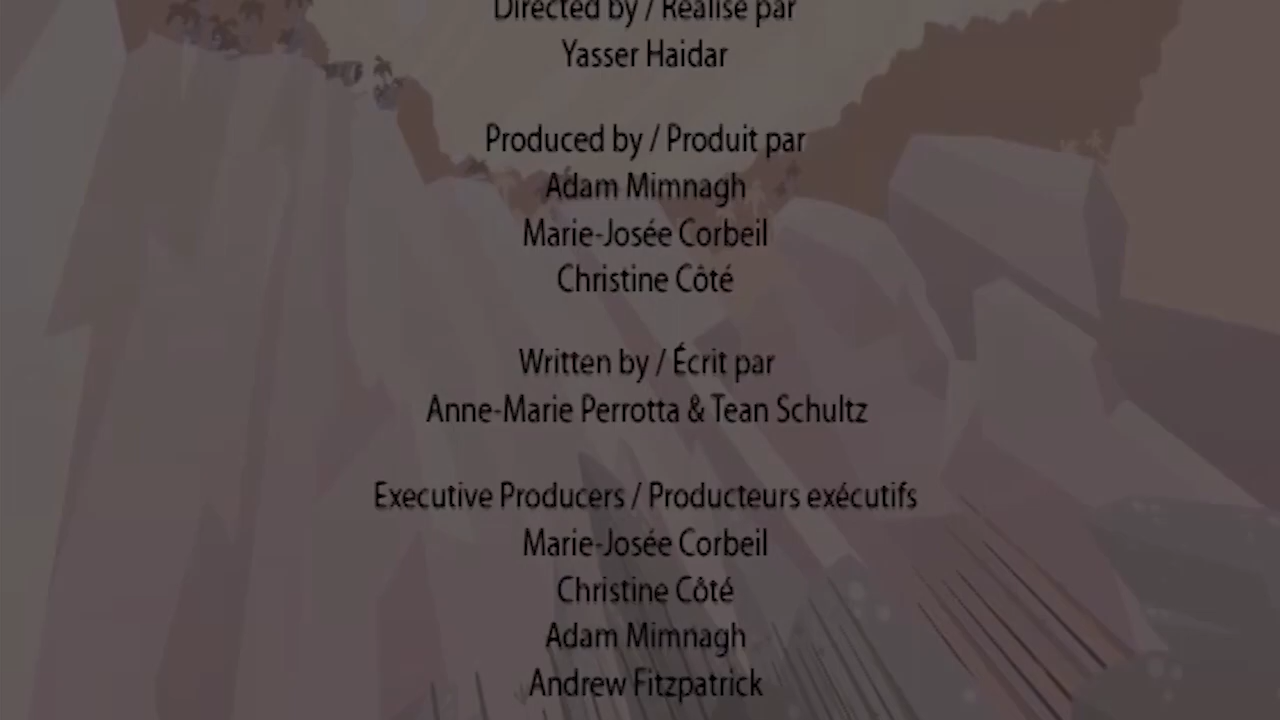 Directed by / Réalisé par
Yasser Haidar
Produced by / Produit par
Adam Mimnagh
Marie-Josée Corbeil
Christine Côté
Written by / Écrit par
Anne-Marie Perrotta & Tean Schultz
Executive Producers / Producteurs exécutifs
Marie-Josée Corbeil
Christine Côté
Adam Mimnagh
Andrew Fitzpatrick